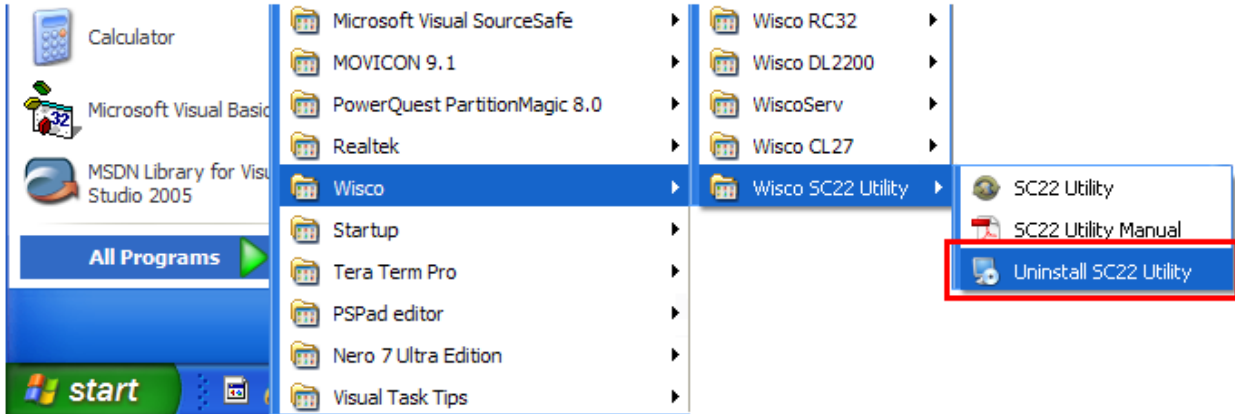 Calculator
Microsoft Visual Basic
32
MSDN Library for Visu
Studio 2005
All Programs
start
Microsoft Visual SourceSafe
MOVICON 9.1
PowerQuest PartitionMagic 8.0
Realtek
Wisco
Startup
Tera Term Pro
PSPad editor
Nero 7 Ultra Edition
Visual Task Tips
Wisco RC32
Wisco DL2200
WiscoServ
Wisco CL27
Wisco SC22 Utility
SC22 Utility
SC22 Utility Manual
Uninstall SC22 Utility